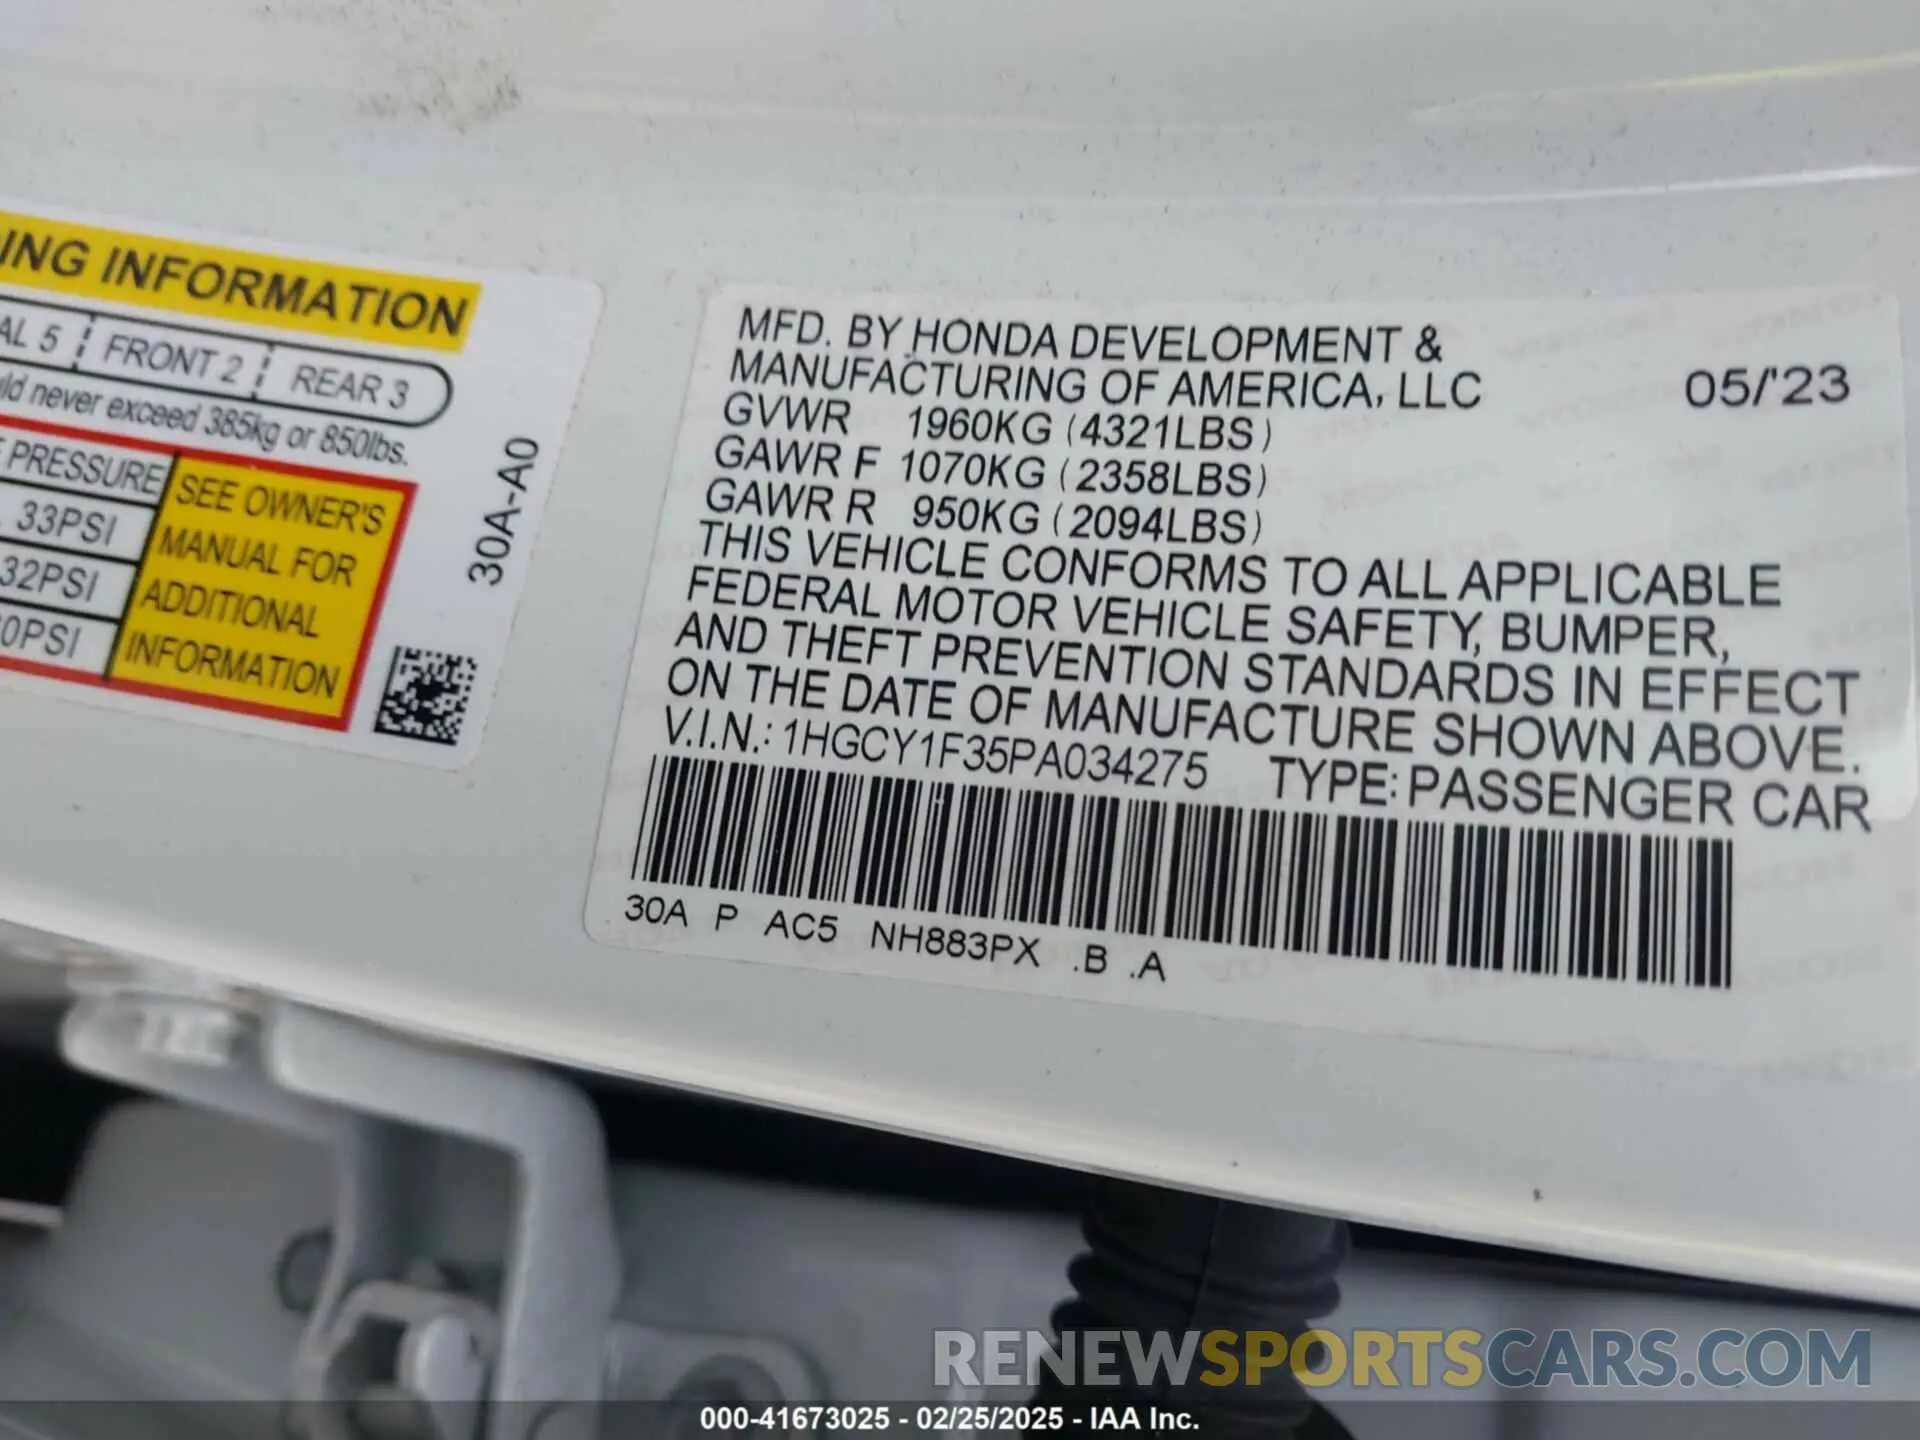 ING INFORMATION
AL 5 FRONT 2 REAR 3
never exceed 385kg or 850lbs.
PRESSURE
33PSI
32PSI
0PSI
SEE OWNER'S
MANUAL FOR
ADDITIONAL
INFORMATION
30A-A0
MFD. BY HONDA DEVELOPMENT &
MANUFACTURING OF AMERICA, LLC 05/'23
GVWR 1960KG (4321LBS)
GAWR F 1070KG (2358LBS)
GAWR R 950KG (2094LBS)
THIS VEHICLE CONFORMS TO ALL APPLICABLE
FEDERAL MOTOR VEHICLE SAFETY, BUMPER,
AND THEFT PREVENTION STANDARDS IN EFFECT
ON THE DATE OF MANUFACTURE SHOWN ABOVE.
V.I.N.: 1HGCY1F35PA034275 TYPE: PASSENGER CAR
30A P AC5 NH883PX .B .A
RENEWSPORTSCARS.COM
000-41673025 - 02/25/2025 - IAA Inc.